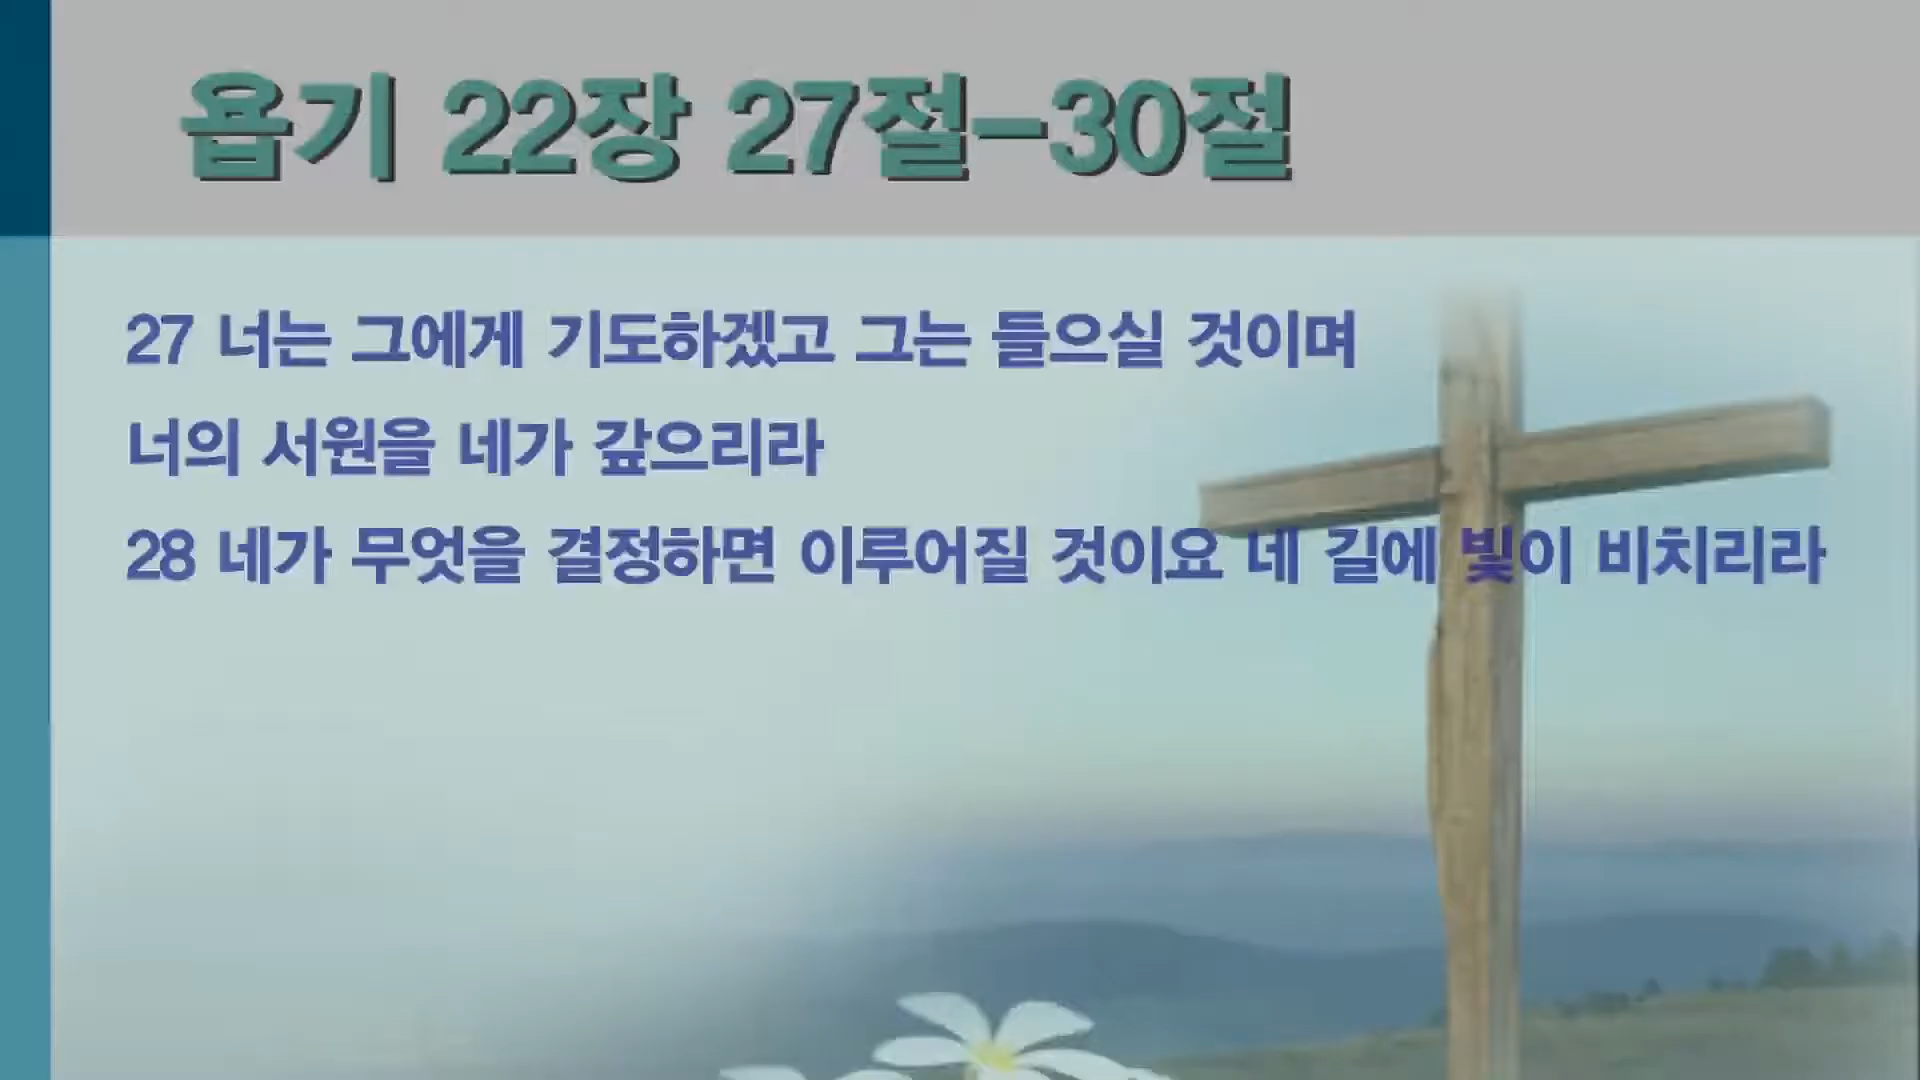 욥기 22장 27절-30절
27 너는 그에게 기도하겠고 그는 들으실 것이며
너의 서원을 네가 갚으리라
28 네가 무엇을 결정하면 이루어질 것이요 네 길에 빛이 비치리라